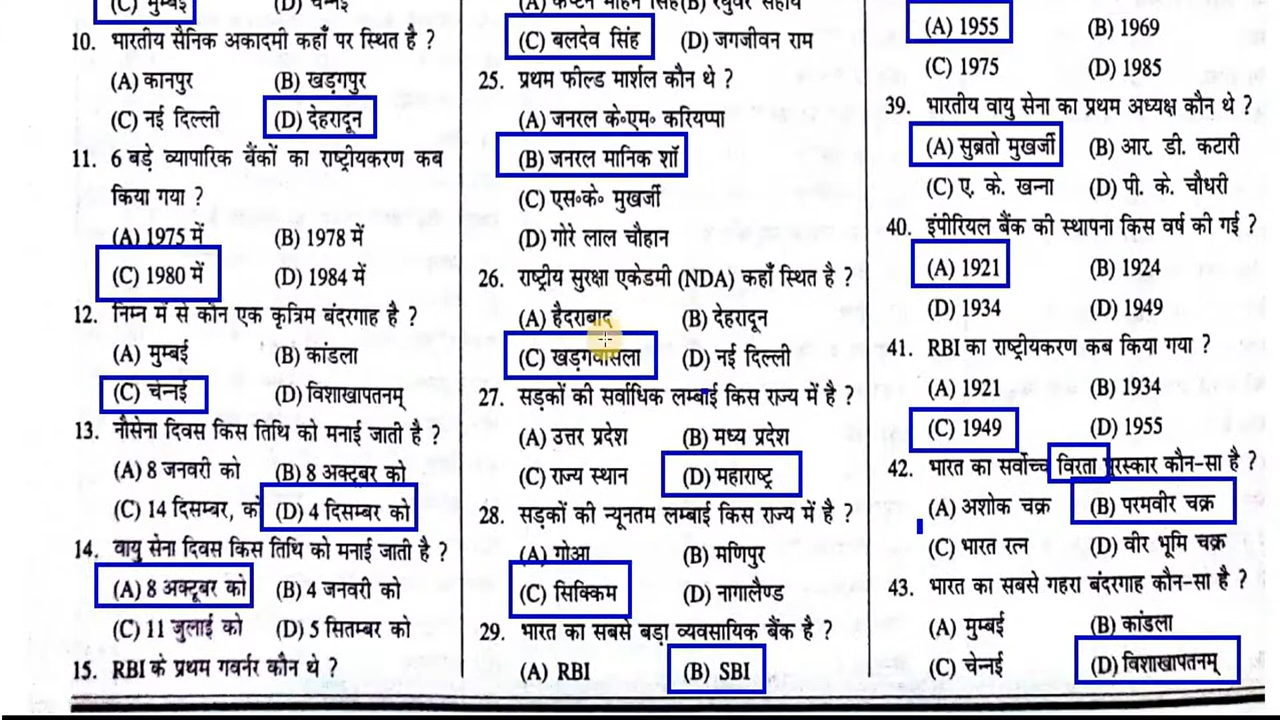 (C) मुम्बई (D) चेन्नई
10. भारतीय सैनिक अकादमी कहाँ पर स्थित है ?
(A) कानपुर (B) खड़गपुर
(C) नई दिल्ली (D) देहरादून
11. 6 बड़े व्यापारिक बैंकों का राष्ट्रीयकरण कब
किया गया ?
(A) 1975 में (B) 1978 में
(C) 1980 में (D) 1984 में
12. निम्न में से कौन एक कृत्रिम बंदरगाह है ?
(A) मुम्बई (B) कांडला
(C) चेन्नई (D) विशाखापतनम्
13. नौसेना दिवस किस तिथि को मनाई जाती है ?
(A) 8 जनवरी को (B) 8 अक्टूबर को
(C) 14 दिसम्बर, को (D) 4 दिसम्बर को
14. वायु सेना दिवस किस तिथि को मनाई जाती है ?
(A) 8 अक्टूबर को (B) 4 जनवरी को
(C) 11 जुलाई को (D) 5 सितम्बर को
15. RBI के प्रथम गवर्नर कौन थे ?
(A) कैप्टन मोहन सिंह (B) रघुवर सहाय
(C) बलदेव सिंह (D) जगजीवन राम
25. प्रथम फील्ड मार्शल कौन थे ?
(A) जनरल के॰एम॰ करियप्पा
(B) जनरल मानिक शॉ
(C) एस॰के॰ मुखर्जी
(D) गोरे लाल चौहान
26. राष्ट्रीय सुरक्षा एकेडमी (NDA) कहाँ स्थित है ?
(A) हैदराबाद (B) देहरादून
(C) खड़गवासला (D) नई दिल्ली
27. सड़कों की सर्वाधिक लम्बाई किस राज्य में है ?
(A) उत्तर प्रदेश (B) मध्य प्रदेश
(C) राज्य स्थान (D) महाराष्ट्र
28. सड़कों की न्यूनतम लम्बाई किस राज्य में है ?
(A) गोआ (B) मणिपुर
(C) सिक्किम (D) नागालैण्ड
29. भारत का सबसे बड़ा व्यवसायिक बैंक है ?
(A) RBI (B) SBI
(A) 1955 (B) 1969
(C) 1975 (D) 1985
39. भारतीय वायु सेना का प्रथम अध्यक्ष कौन थे ?
(A) सुब्रतो मुखर्जी (B) आर. डी. कटारी
(C) ए. के. खन्ना (D) पी. के. चौधरी
40. इंपीरियल बैंक की स्थापना किस वर्ष की गई ?
(A) 1921 (B) 1924
(D) 1934 (D) 1949
41. RBI का राष्ट्रीयकरण कब किया गया ?
(A) 1921 (B) 1934
(C) 1949 (D) 1955
42. भारत का सर्वोच्च विरता पुरस्कार कौन-सा है ?
(A) अशोक चक्र (B) परमवीर चक्र
(C) भारत रत्न (D) वीर भूमि चक्र
43. भारत का सबसे गहरा बंदरगाह कौन-सा है ?
(A) मुम्बई (B) कांडला
(C) चेन्नई (D) विशाखापतनम्